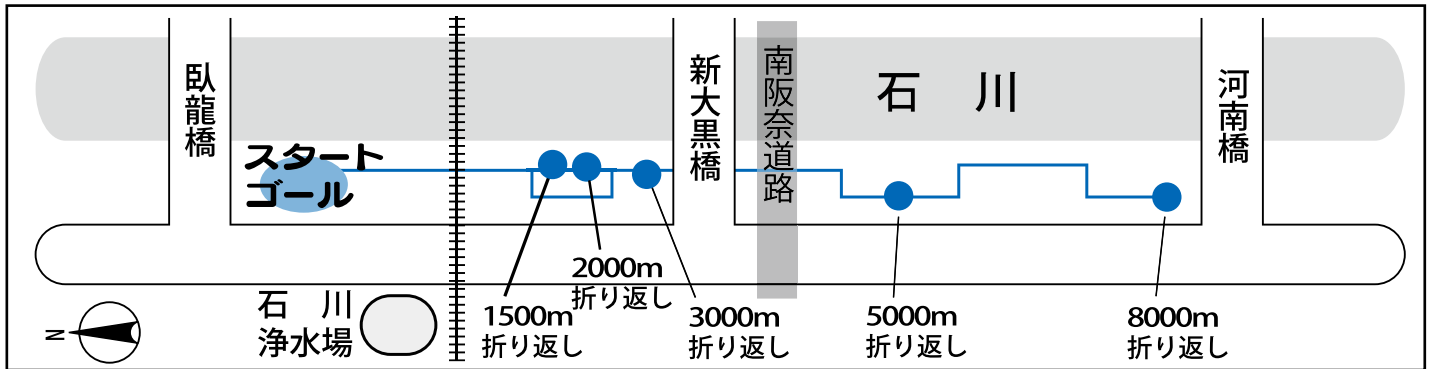 臥龍橋
新大黒橋
南阪奈道路
石川
河南橋
スタート
ゴール
2000m
折り返し
1500m
折り返し
3000m
折り返し
5000m
折り返し
8000m
折り返し
石川
浄水場
N